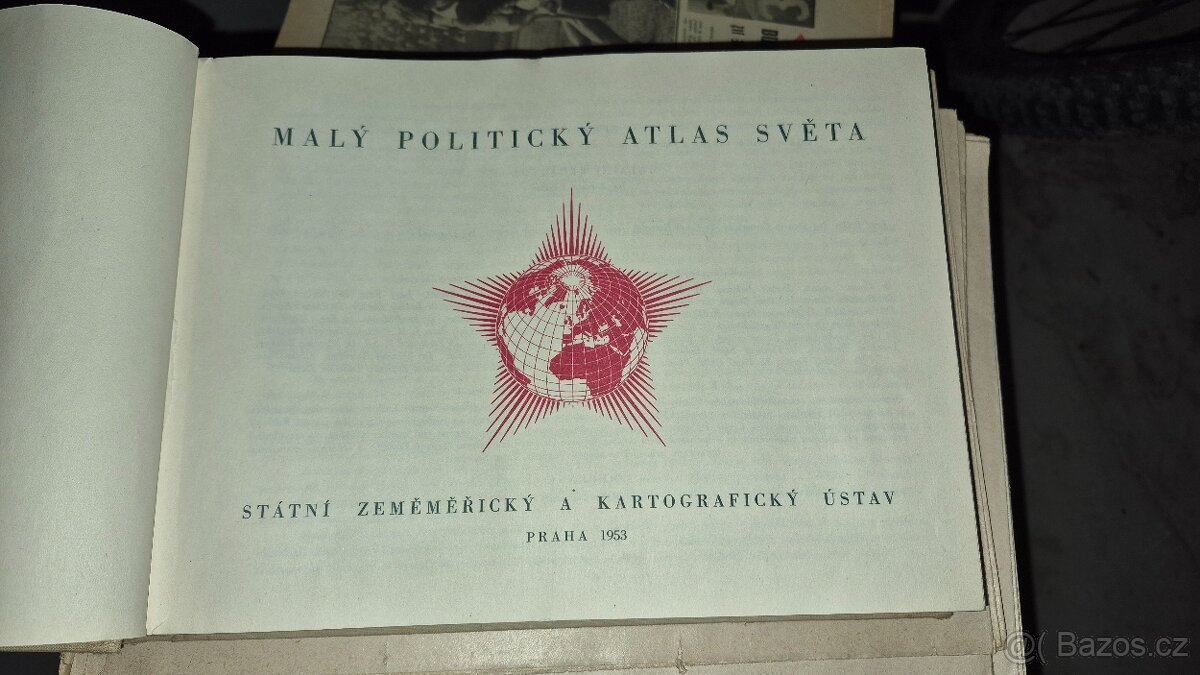 MALÝ POLITICKÝ ATLAS SVĚTA
STÁTNÍ ZEMĚMĚŘICKÝ A KARTOGRAFICKÝ ÚSTAV
PRAHA 1953
@( Bazos.cz